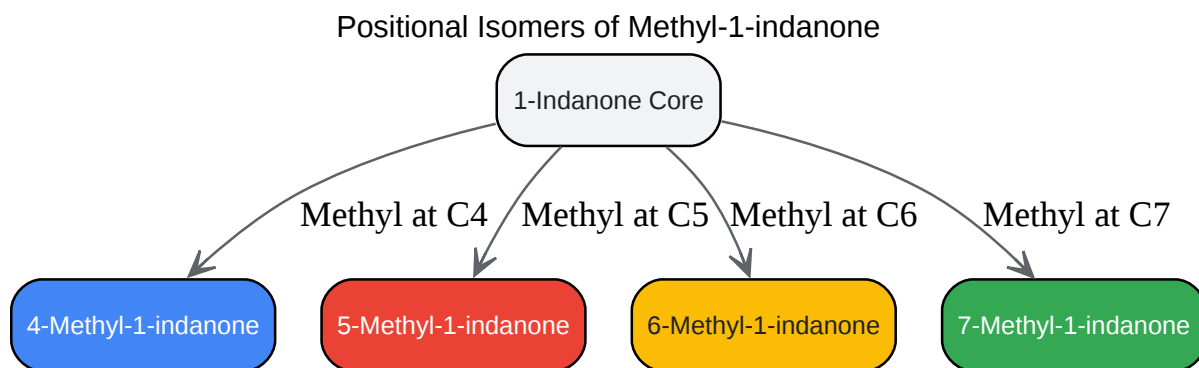 Positional Isomers of Methyl-1-indanone
1-Indanone Core
Methyl at C4
Methyl at C5
Methyl at C6
Methyl at C7
4-Methyl-1-indanone
5-Methyl-1-indanone
6-Methyl-1-indanone
7-Methyl-1-indanone